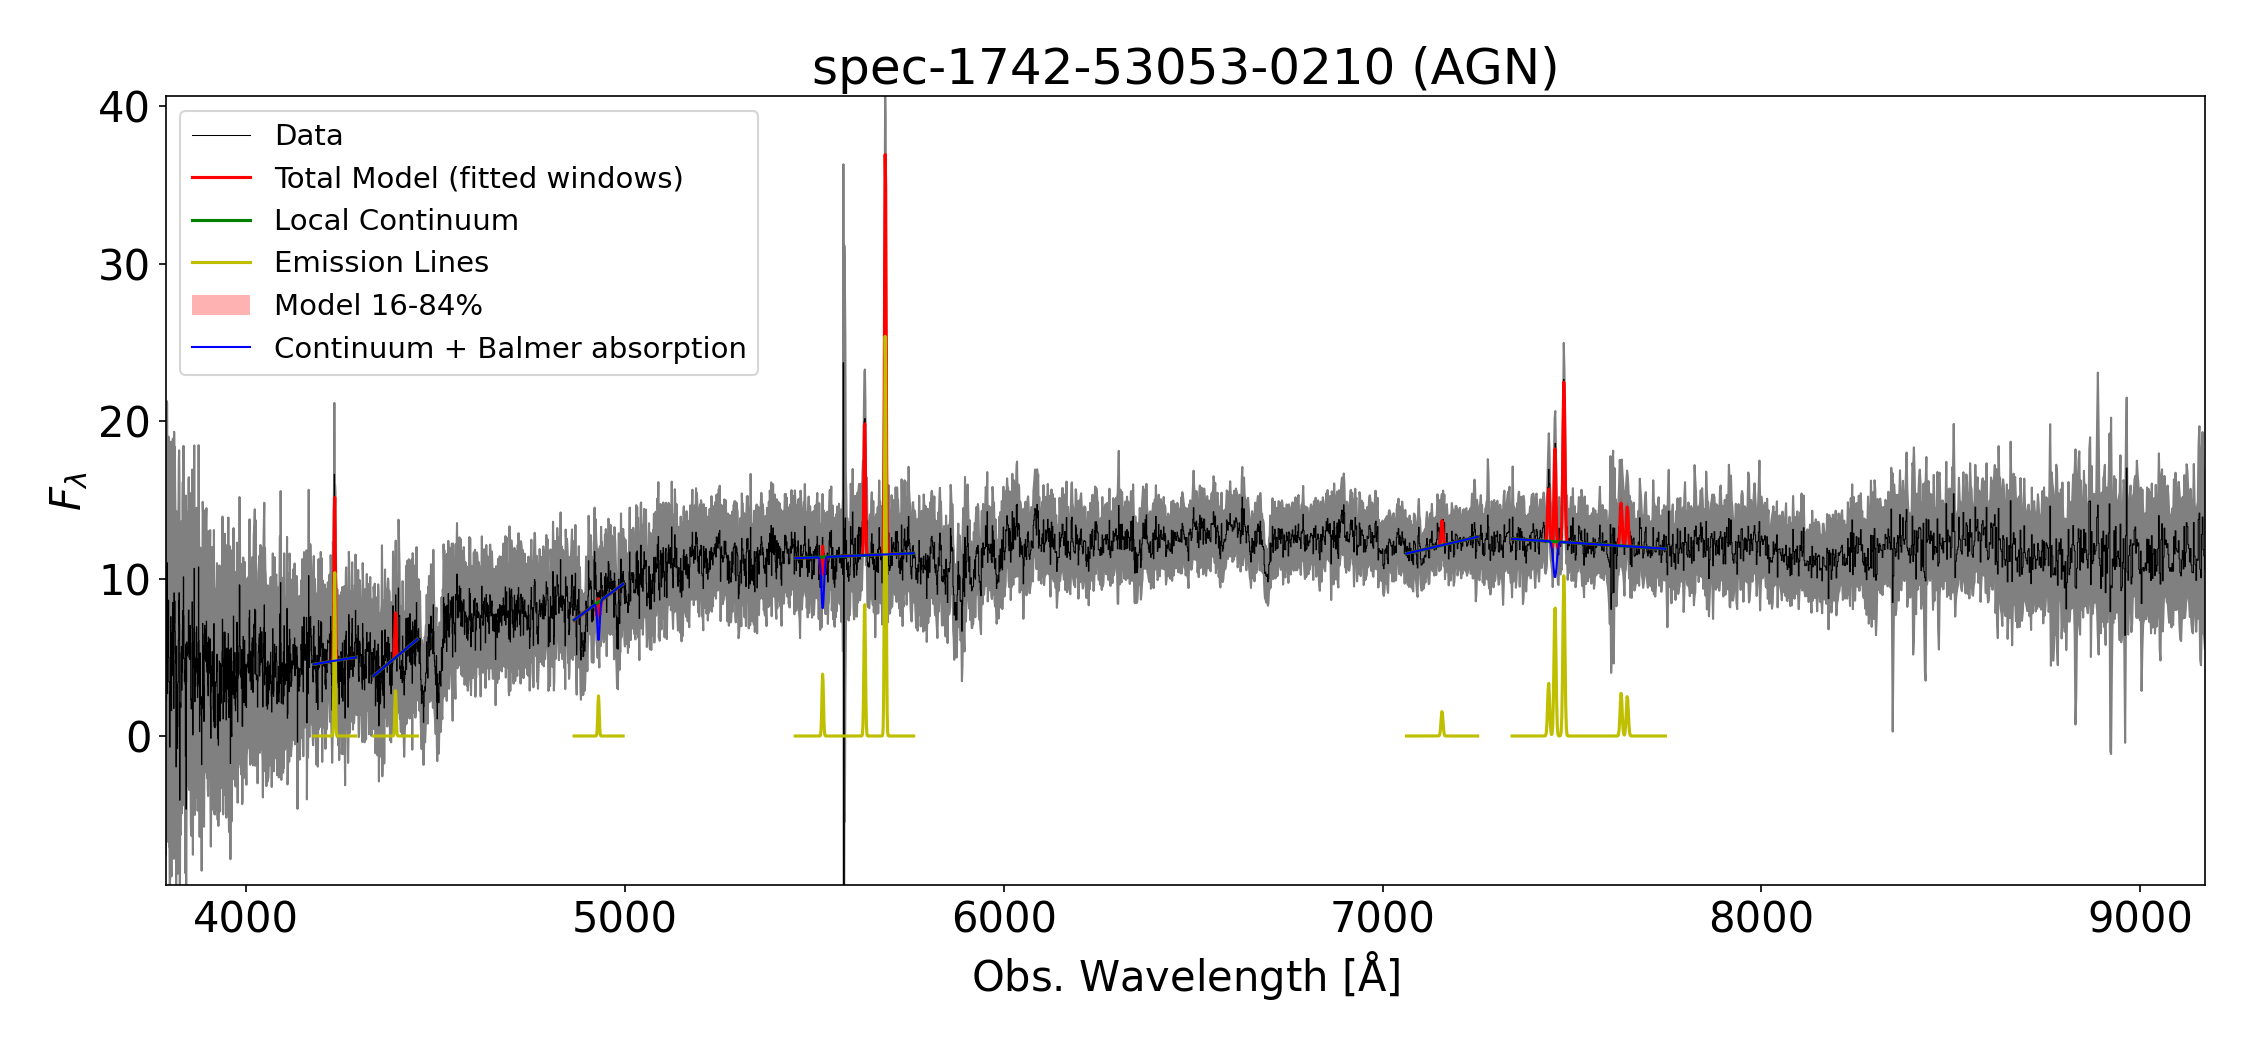 spec-1742-53053-0210 (AGN)
Data
Total Model (fitted windows)
Local Continuum
Emission Lines
Model 16-84%
Continuum + Balmer absorption
40
30
20
10
0
Fλ
4000 5000 6000 7000 8000 9000
Obs. Wavelength [Å]